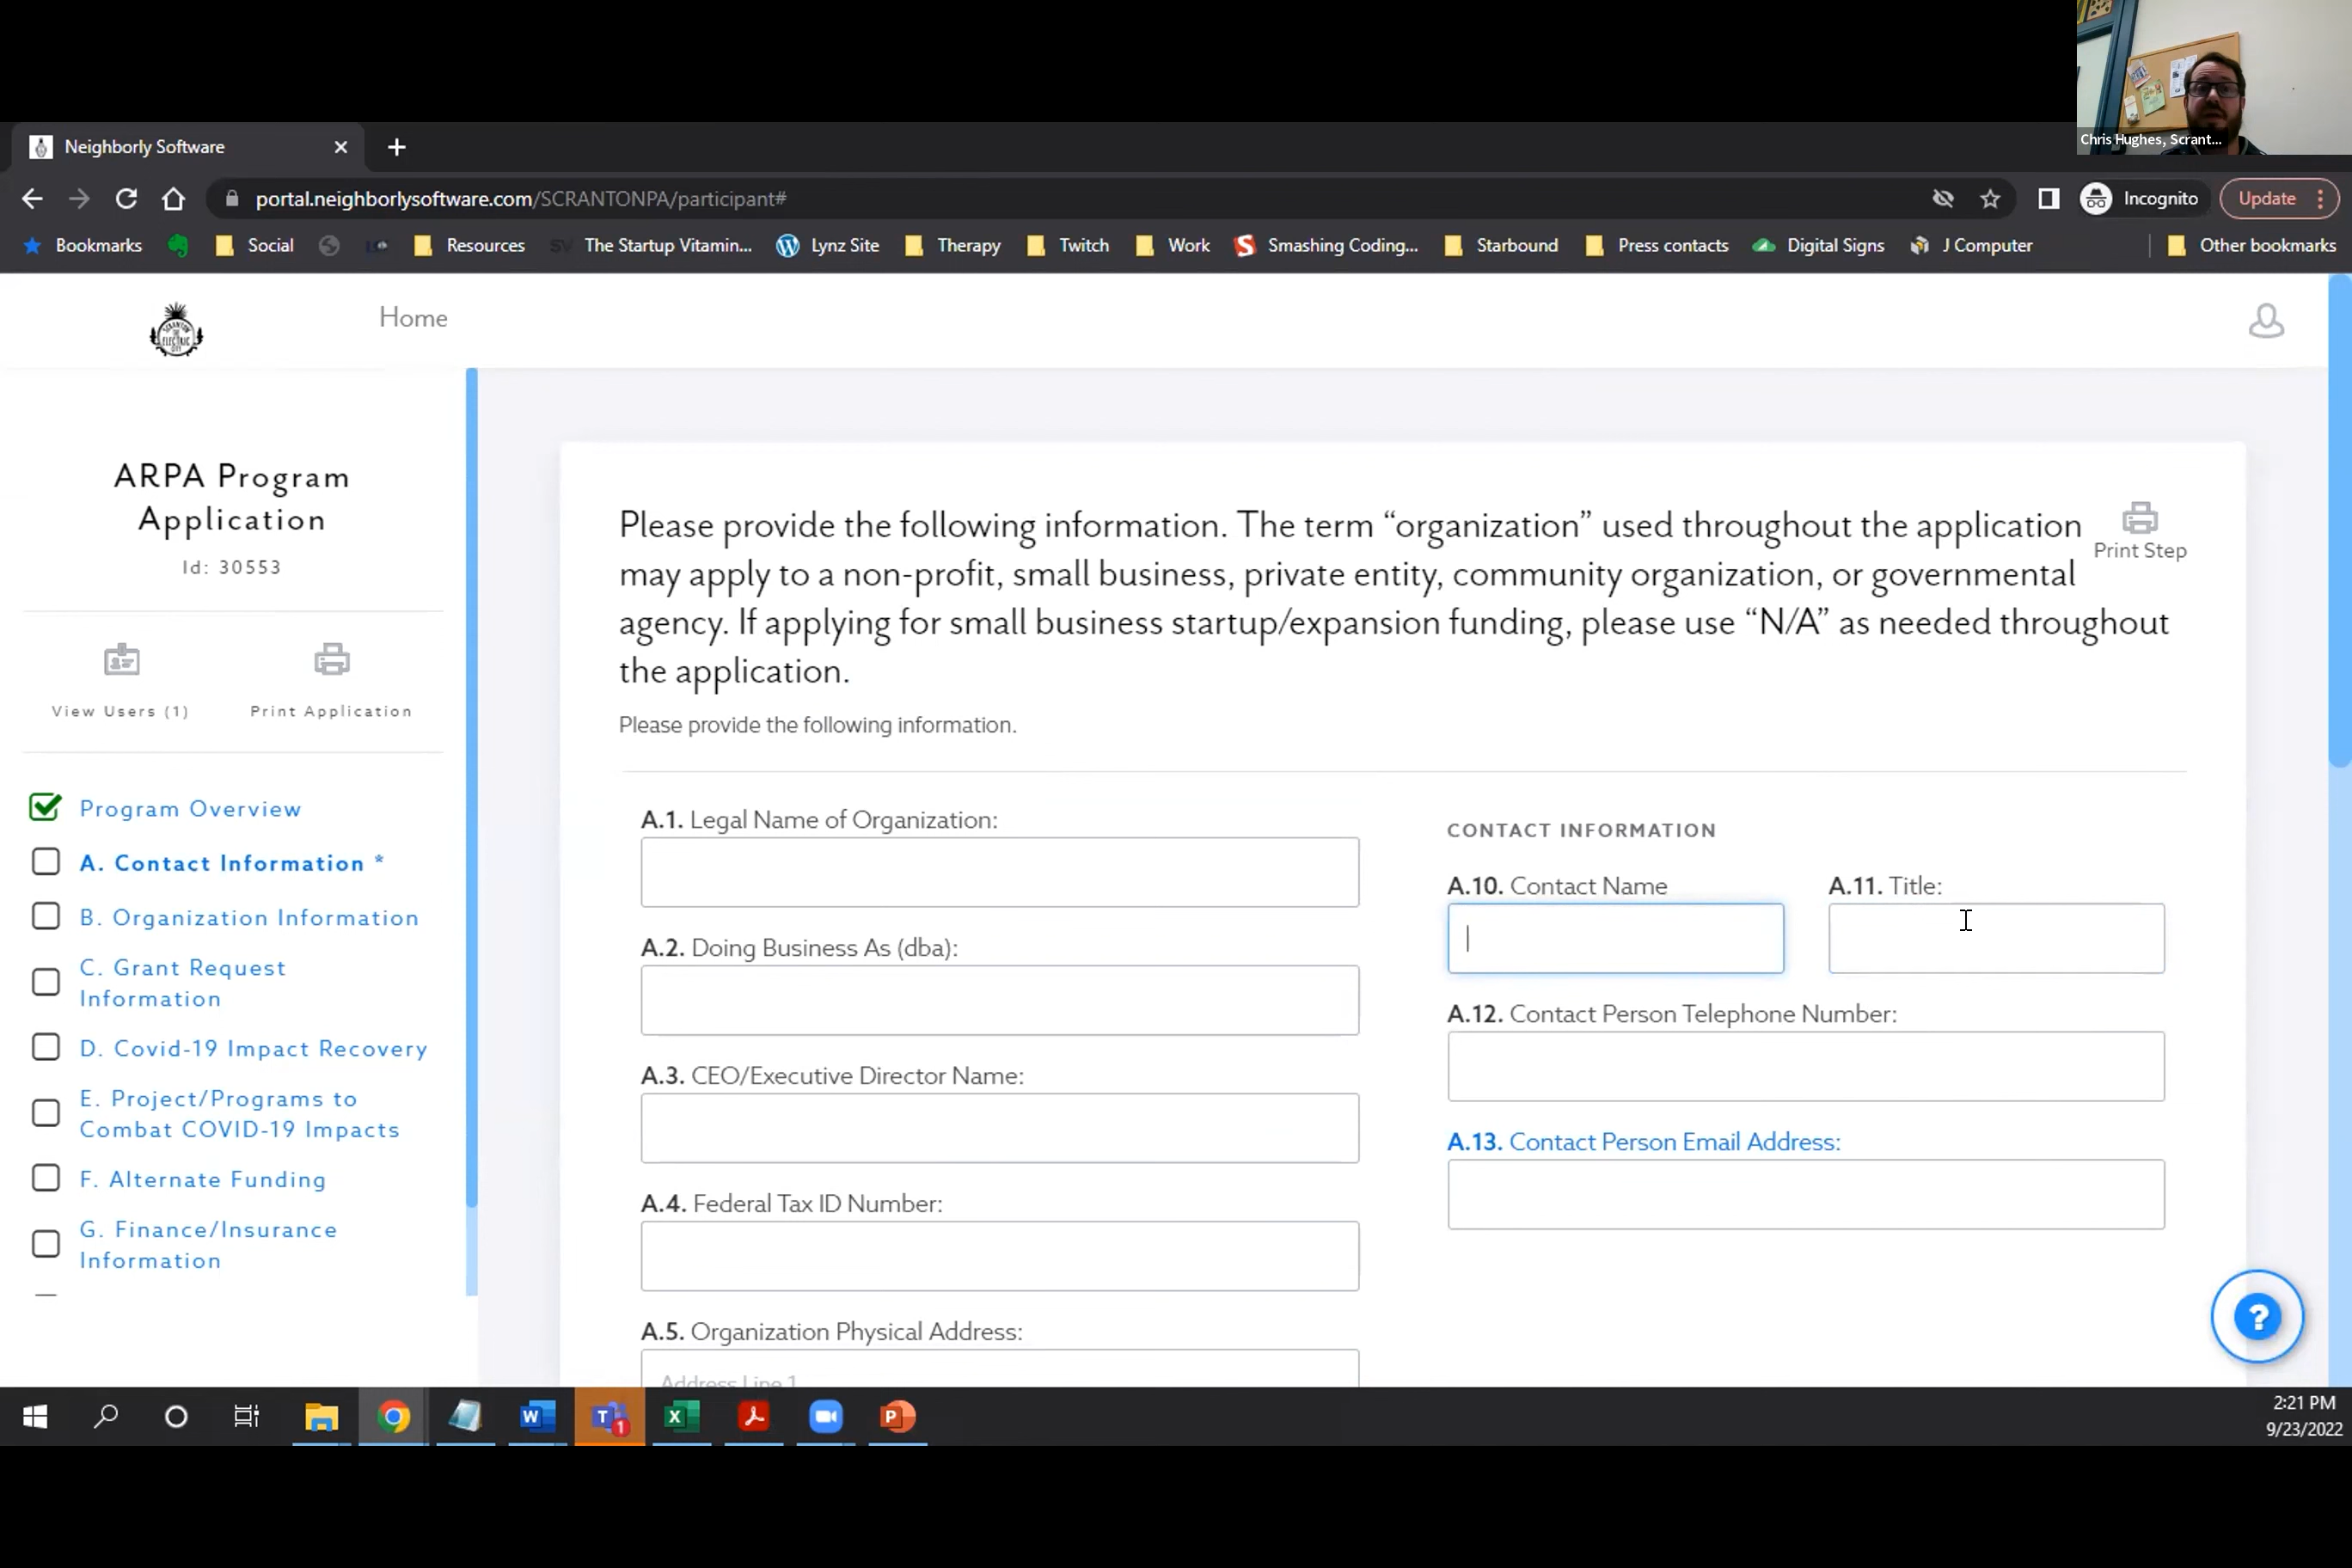 Chris Hughes, Scrant...
Neighborly Software
portal.neighborlysoftware.com/SCRANTONPA/participant#
Incognito
Update
Bookmarks
Social
Resources
The Startup Vitamin...
Lynz Site
Therapy
Twitch
Work
Smashing Coding...
Starbound
Press contacts
Digital Signs
J Computer
Other bookmarks
SCRANTON
THE
ELECTRIC
CITY
Home
ARPA Program
Application
Id: 30553
View Users (1)
Print Application
Program Overview
A. Contact Information *
B. Organization Information
C. Grant Request
Information
D. Covid-19 Impact Recovery
E. Project/Programs to
Combat COVID-19 Impacts
F. Alternate Funding
G. Finance/Insurance
Information
Please provide the following information. The term “organization” used throughout the application
may apply to a non-profit, small business, private entity, community organization, or governmental
agency. If applying for small business startup/expansion funding, please use “N/A” as needed throughout
the application.
Print Step
Please provide the following information.
A.1. Legal Name of Organization:
A.2. Doing Business As (dba):
A.3. CEO/Executive Director Name:
A.4. Federal Tax ID Number:
A.5. Organization Physical Address:
Address Line 1
CONTACT INFORMATION
A.10. Contact Name
A.11. Title:
A.12. Contact Person Telephone Number:
A.13. Contact Person Email Address:
?
W
T
1
X
P
2:21 PM
9/23/2022